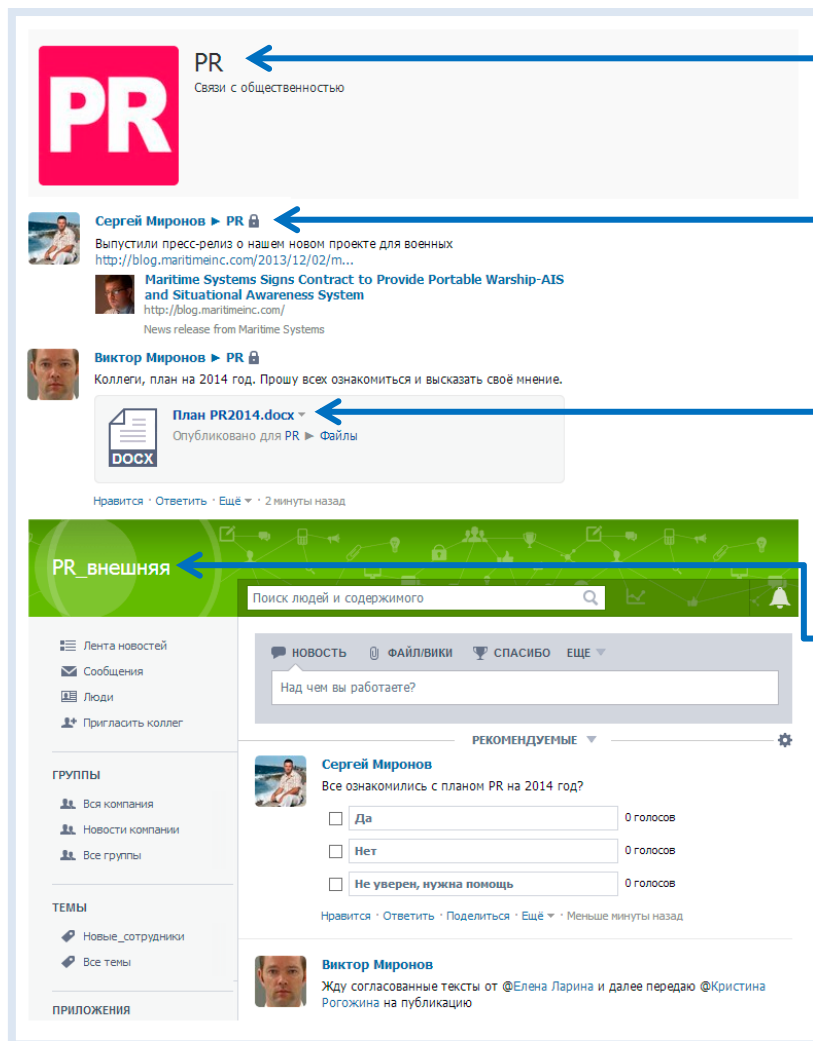 PR
PR
Связи с общественностью
Сергей Миронов ► PR
Выпустили пресс-релиз о нашем новом проекте для военных
http://blog.maritimeinc.com/2013/12/02/m...
Maritime Systems Signs Contract to Provide Portable Warship-AIS
and Situational Awareness System
http://blog.maritimeinc.com/
News release from Maritime Systems
Виктор Миронов ► PR
Коллеги, план на 2014 год. Прошу всех ознакомиться и высказать своё мнение.
План PR2014.docx
Опубликовано для PR ► Файлы
DOCX
Нравится · Ответить · Ещё ▾ · 2 минуты назад
PR_внешняя
Поиск людей и содержимого
Лента новостей
Сообщения
Люди
Пригласить коллег
ГРУППЫ
Вся компания
Новости компании
Все группы
ТЕМЫ
Новые_сотрудники
Все темы
ПРИЛОЖЕНИЯ
НОВОСТЬ ФАЙЛ/ВИКИ СПАСИБО ЕЩЕ
Над чем вы работаете?
РЕКОМЕНДУЕМЫЕ
Сергей Миронов
Все ознакомились с планом PR на 2014 год?
Да 0 голосов
Нет 0 голосов
Не уверен, нужна помощь 0 голосов
Нравится · Ответить · Поделиться · Ещё ▾ · Меньше минуты назад
Виктор Миронов
Жду согласованные тексты от @Елена Ларина и далее передаю @Кристина
Рогожина на публикацию